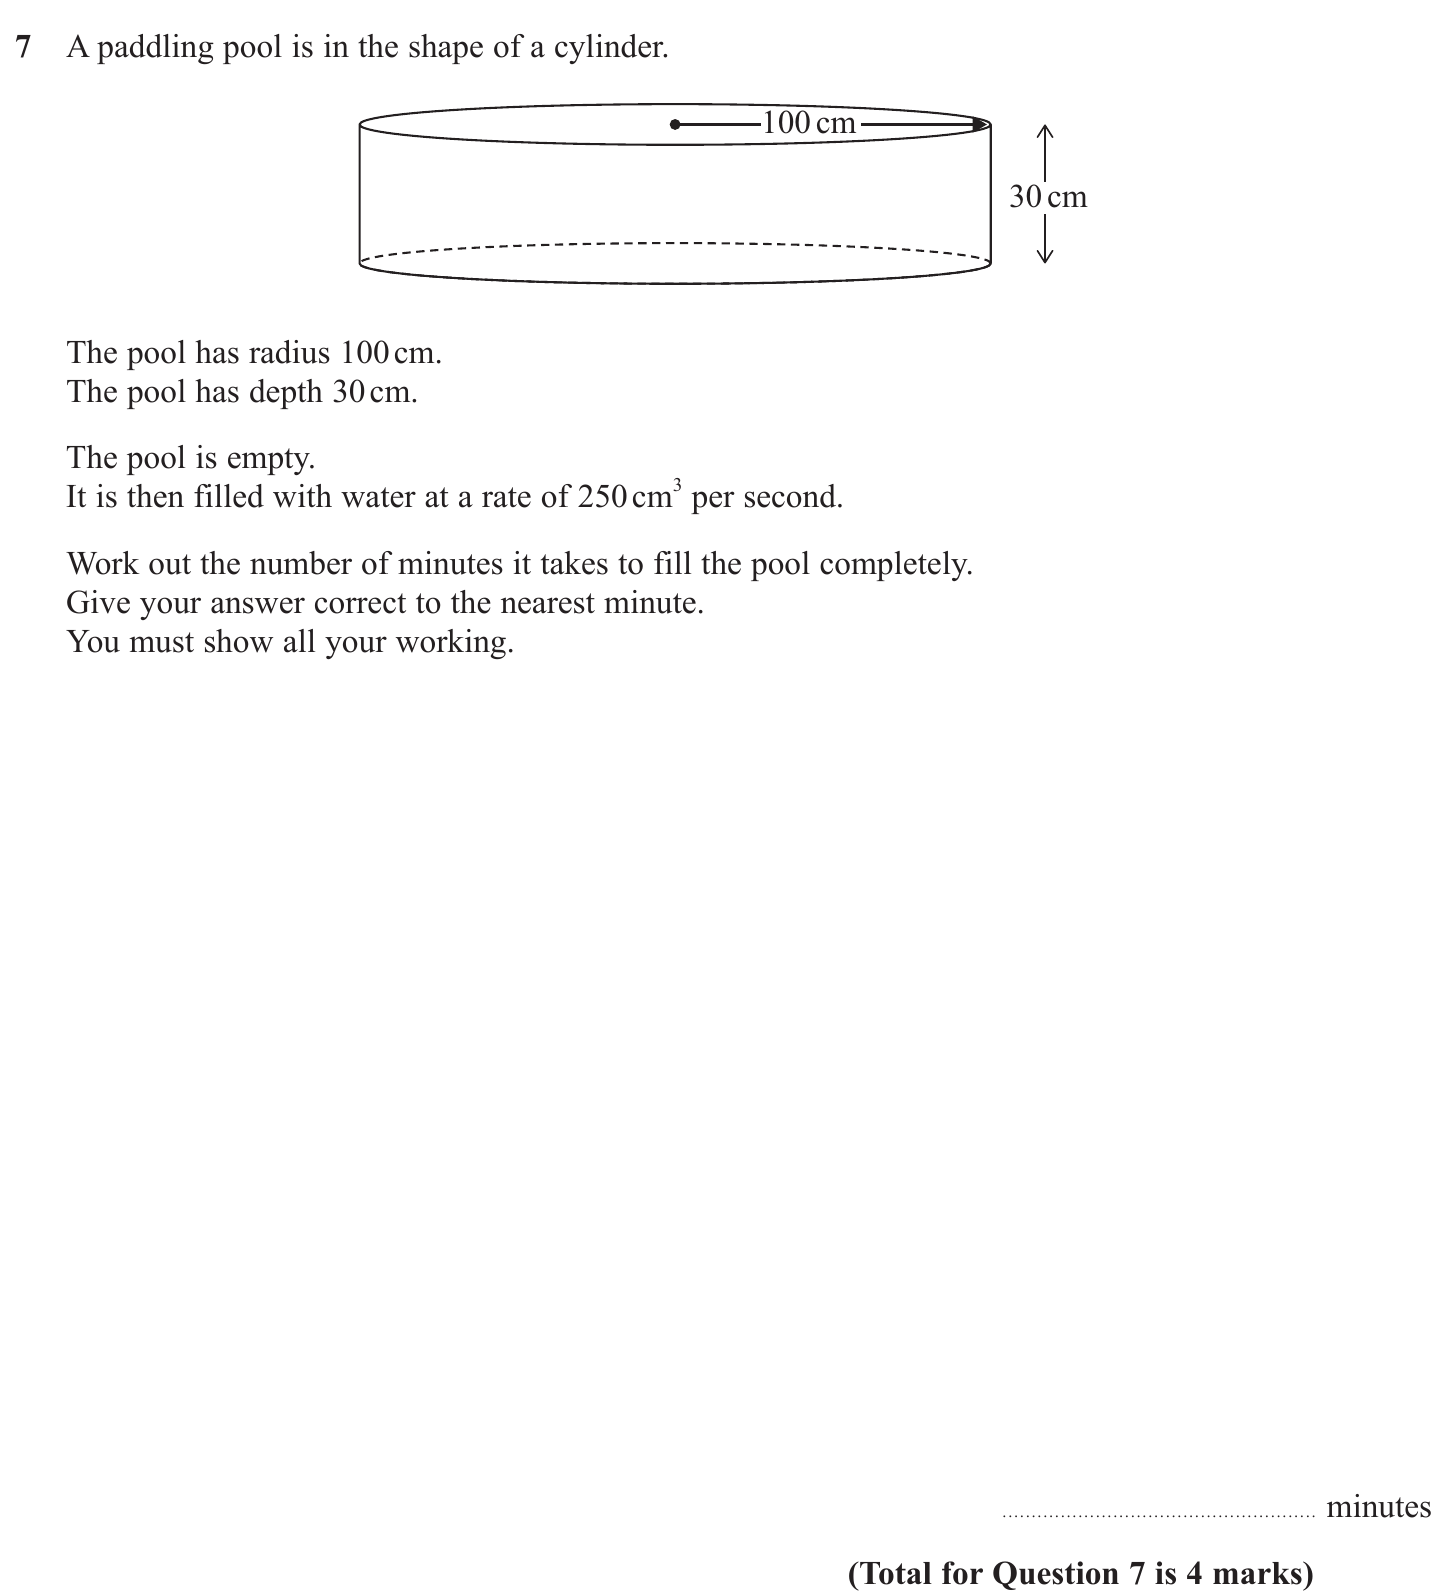 7 A paddling pool is in the shape of a cylinder.
100 cm
30 cm
The pool has radius 100 cm.
The pool has depth 30 cm.
The pool is empty.
It is then filled with water at a rate of 250 cm³ per second.
Work out the number of minutes it takes to fill the pool completely.
Give your answer correct to the nearest minute.
You must show all your working.
.......................................................  minutes
(Total for Question 7 is 4 marks)